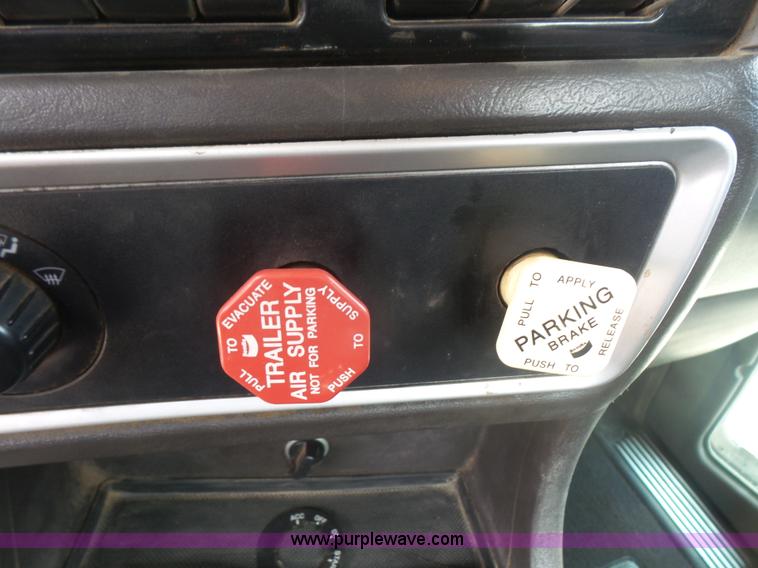 PULL TO EVACUATE
TRAILER
AIR SUPPLY
NOT FOR PARKING
PUSH TO SUPPLY
PULL TO APPLY
PARKING
BRAKE
PUSH TO RELEASE
ACC
www.purplewave.com